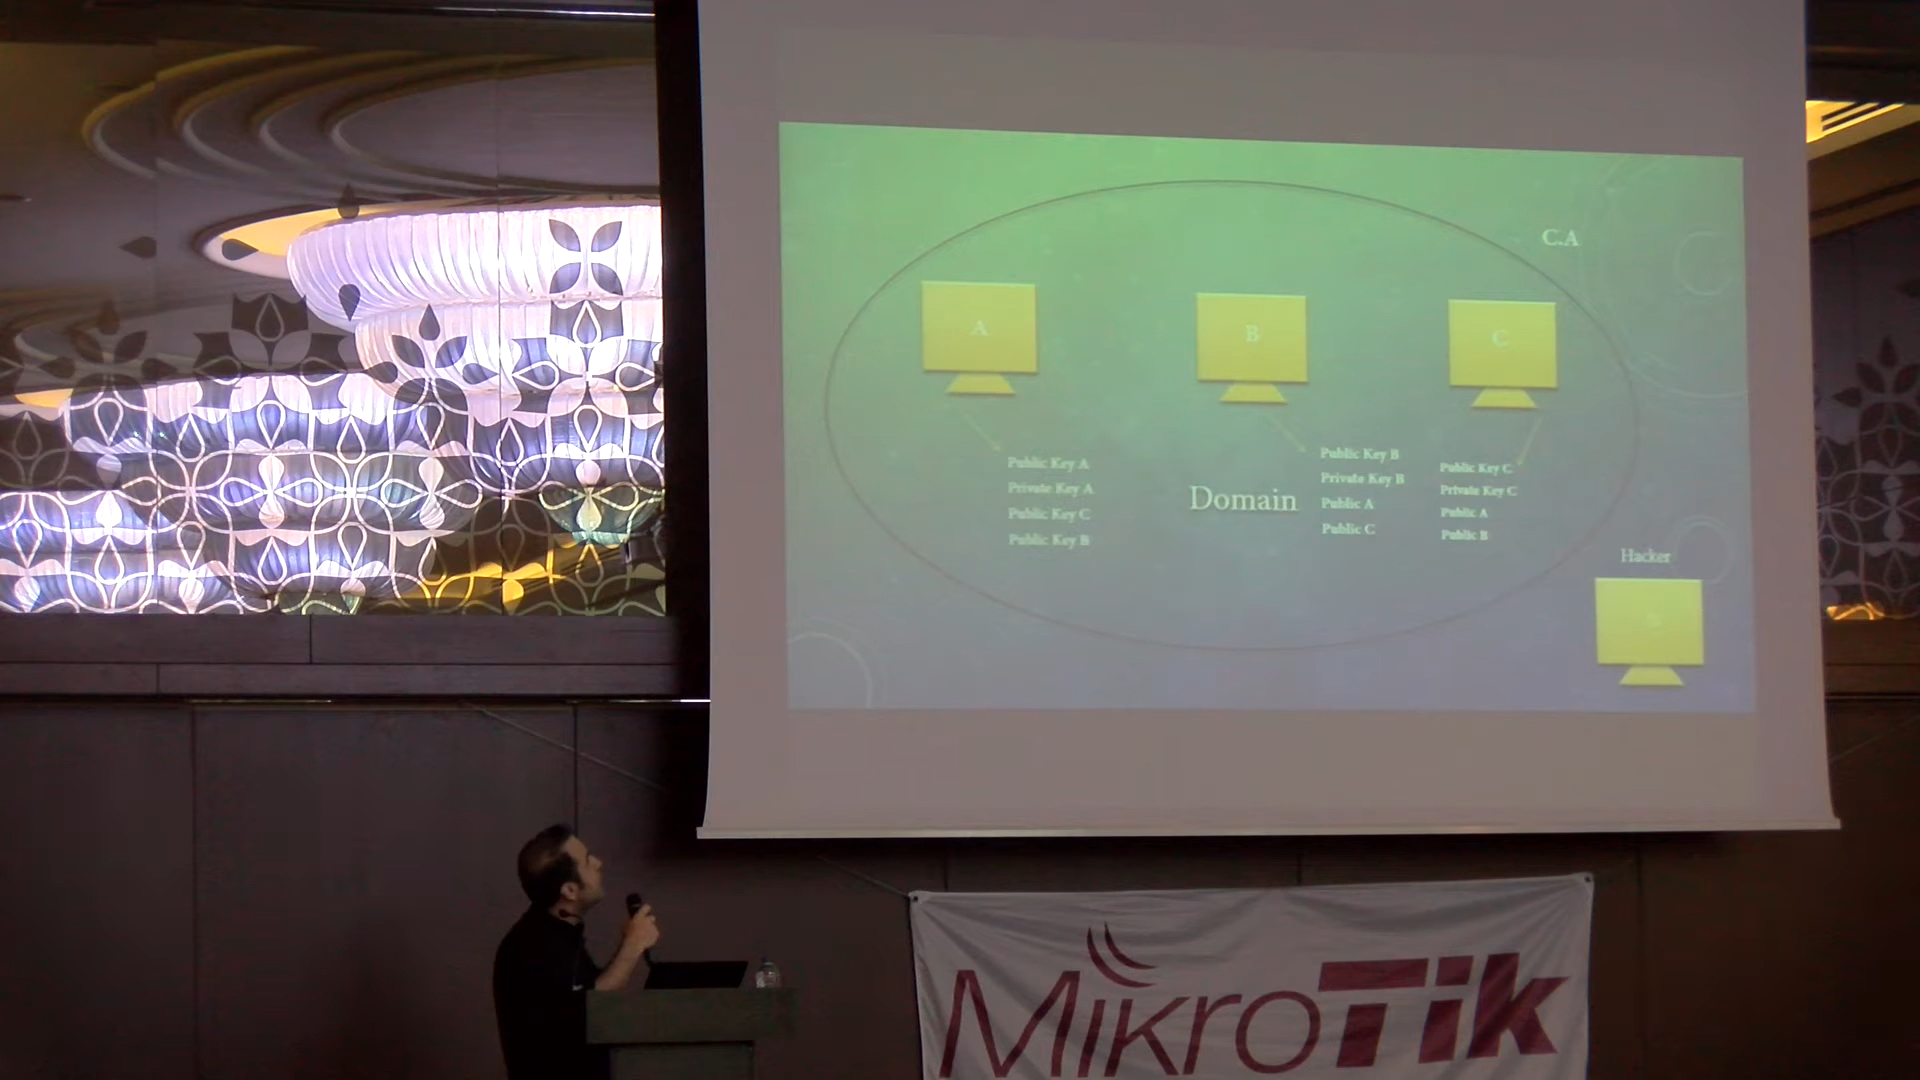 C.A
A
B
C
Public Key A
Private Key A
Public Key C
Public Key B
Domain
Public Key B
Private Key B
Public A
Public C
Public Key C
Private Key C
Public A
Public B
Hacker
MikroTik